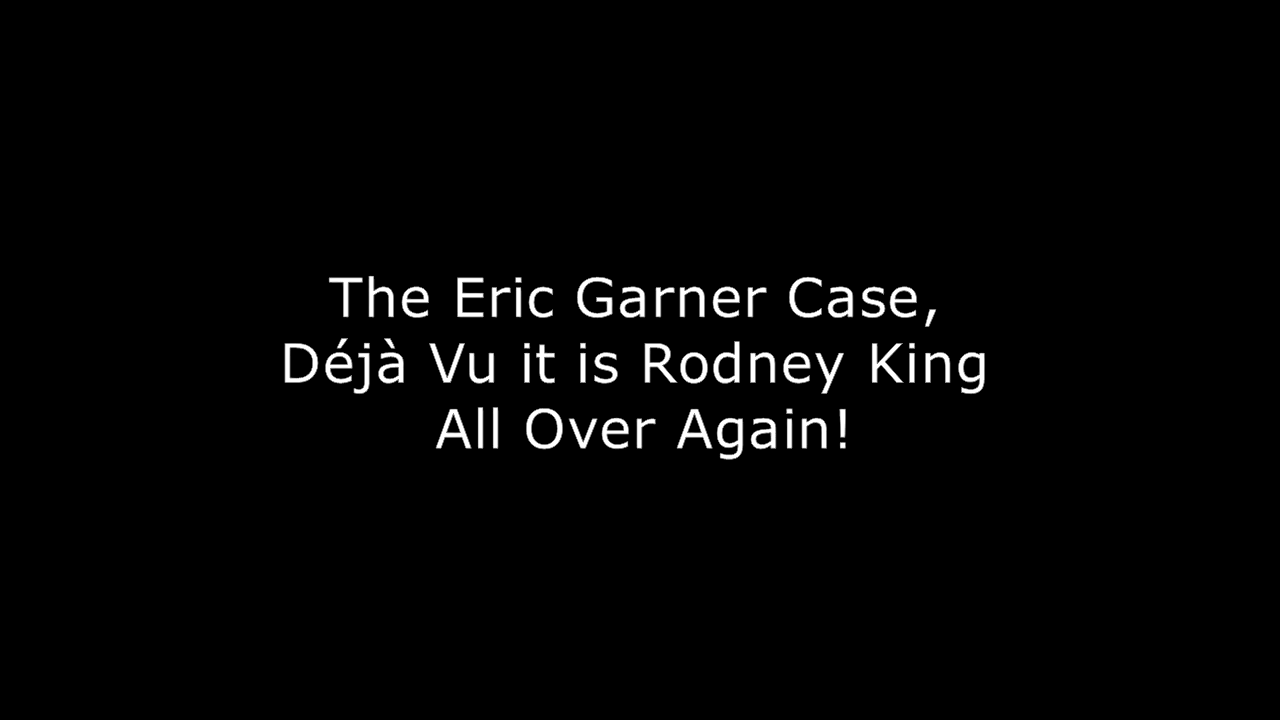 The Eric Garner Case,
Déjà Vu it is Rodney King
All Over Again!